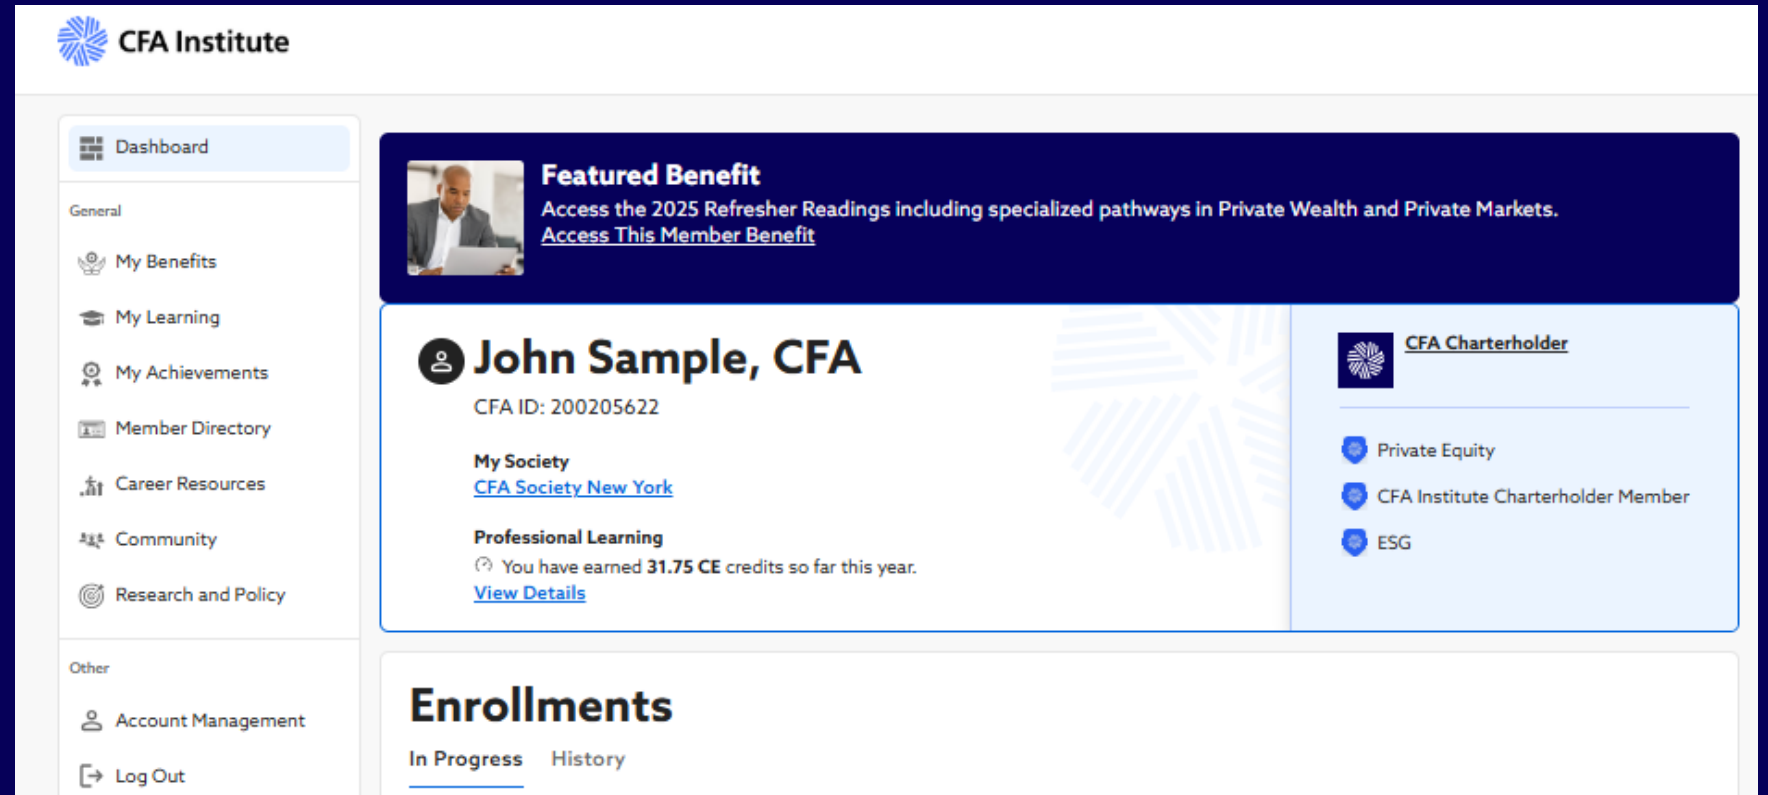 CFA Institute
Dashboard
General
My Benefits
My Learning
My Achievements
Member Directory
Career Resources
Community
Research and Policy
Other
Account Management
Log Out
Featured Benefit
Access the 2025 Refresher Readings including specialized pathways in Private Wealth and Private Markets.
Access This Member Benefit
John Sample, CFA
CFA ID: 200205622
My Society
CFA Society New York
Professional Learning
You have earned 31.75 CE credits so far this year.
View Details
CFA Charterholder
Private Equity
CFA Institute Charterholder Member
ESG
Enrollments
In Progress History